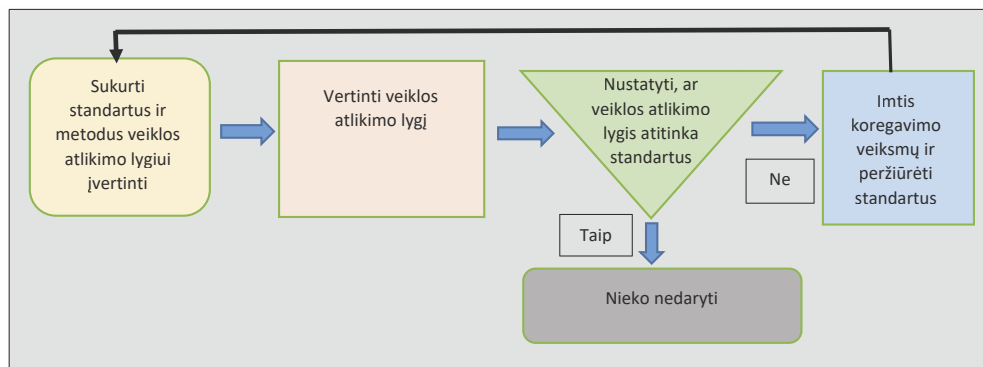 Sukurti
standartus ir
metodus veiklos
atlikimo lygiui
įvertinti
Vertinti veiklos
atlikimo lygį
Nustatyti, ar
veiklos atlikimo
lygis atitinka
standartus
Ne
Imtis
koregavimo
veiksmų ir
peržiūrėti
standartus
Taip
Nieko nedaryti